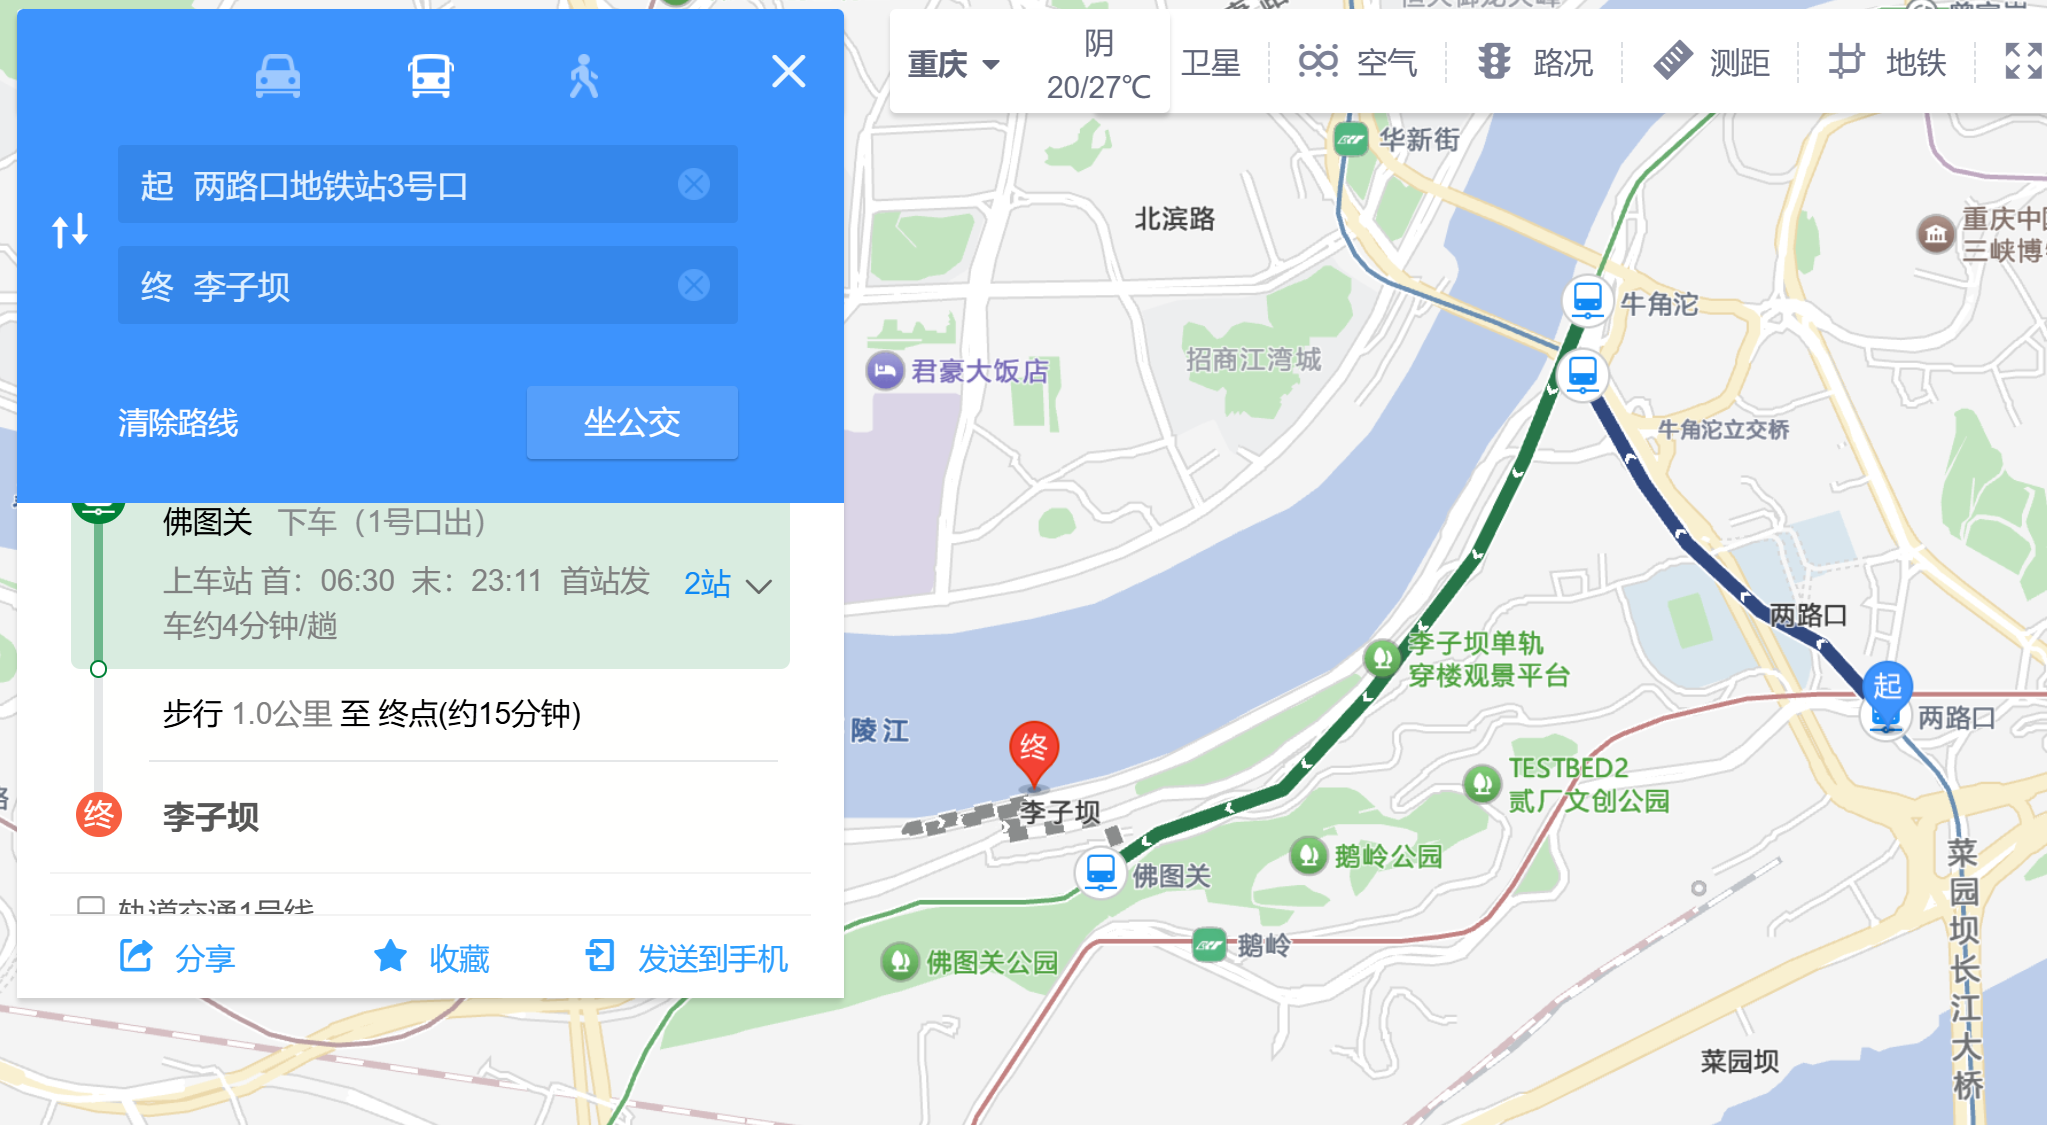 起 两路口地铁站3号口
终 李子坝
清除路线
坐公交
佛图关 下车（1号口出）
上车站 首：06:30 末：23:11 首站发
车约4分钟/趟
2站
步行 1.0公里 至 终点(约15分钟)
终 李子坝
轨道交通1号线
分享
收藏
发送到手机
重庆
阴
20/27℃
卫星
空气
路况
测距
地铁
华新街
北滨路
重庆中
三峡博
牛角沱
君豪大饭店
招商江湾城
牛角沱立交桥
两路口
李子坝单轨
穿楼观景平台
起
两路口
陵江
终
李子坝
TESTBED2
贰厂文创公园
鹅岭公园
佛图关
鹅岭
佛图关公园
菜园坝长江大桥
菜园坝